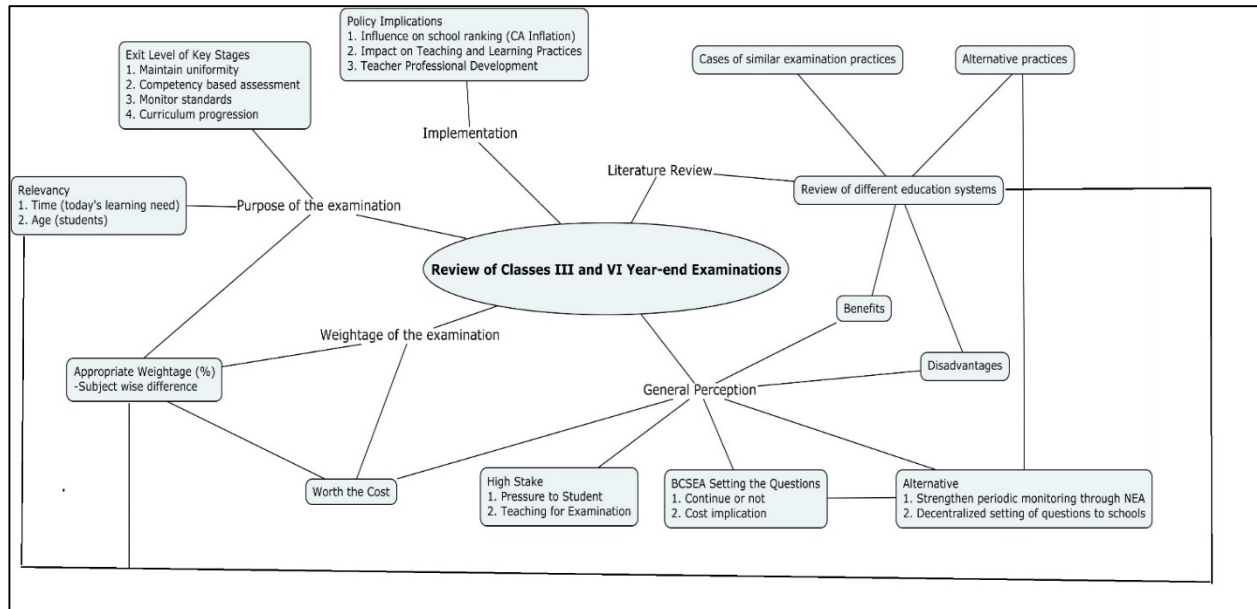 Policy Implications
1. Influence on school ranking (CA Inflation)
2. Impact on Teaching and Learning Practices
3. Teacher Professional Development
Exit Level of Key Stages
1. Maintain uniformity
2. Competency based assessment
3. Monitor standards
4. Curriculum progression
Cases of similar examination practices
Alternative practices
Implementation
Literature Review
Relevancy
1. Time (today's learning need)
2. Age (students)
Purpose of the examination
Review of different education systems
Review of Classes III and VI Year-end Examinations
Benefits
Weightage of the examination
Appropriate Weightage (%)
-Subject wise difference
Disadvantages
General Perception
Worth the Cost
High Stake
1. Pressure to Student
2. Teaching for Examination
BCSEA Setting the Questions
1. Continue or not
2. Cost implication
Alternative
1. Strengthen periodic monitoring through NEA
2. Decentralized setting of questions to schools